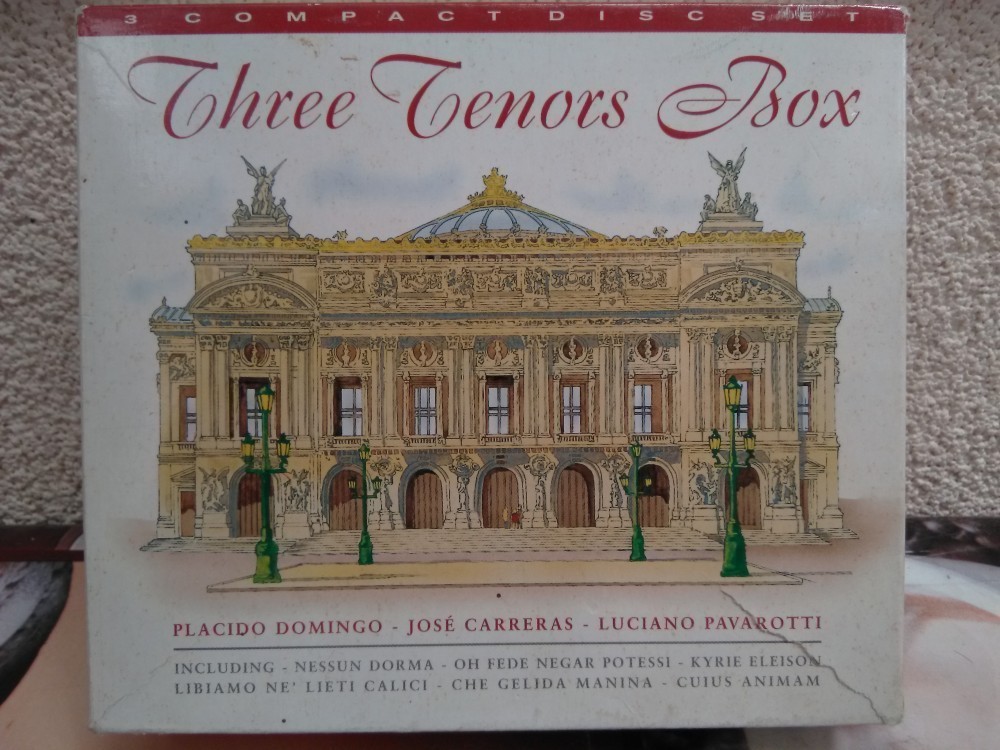 3 COMPACT DISC SET
Three Tenors Box
PLACIDO DOMINGO - JOSÉ CARRERAS - LUCIANO PAVAROTTI
INCLUDING - NESSUN DORMA - OH FEDE NEGAR POTESSI - KYRIE ELEISON
LIBIAMO NE' LIETI CALICI - CHE GELIDA MANINA - CUIUS ANIMAM